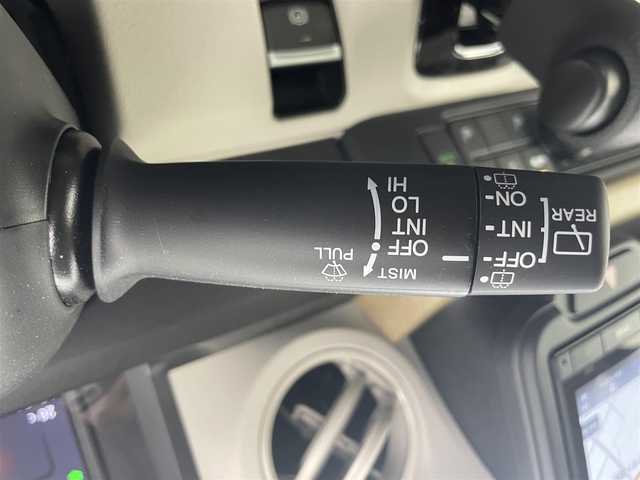 REAR
OFF
INT
ON
MIST
OFF
INT
LO
HI
PULL